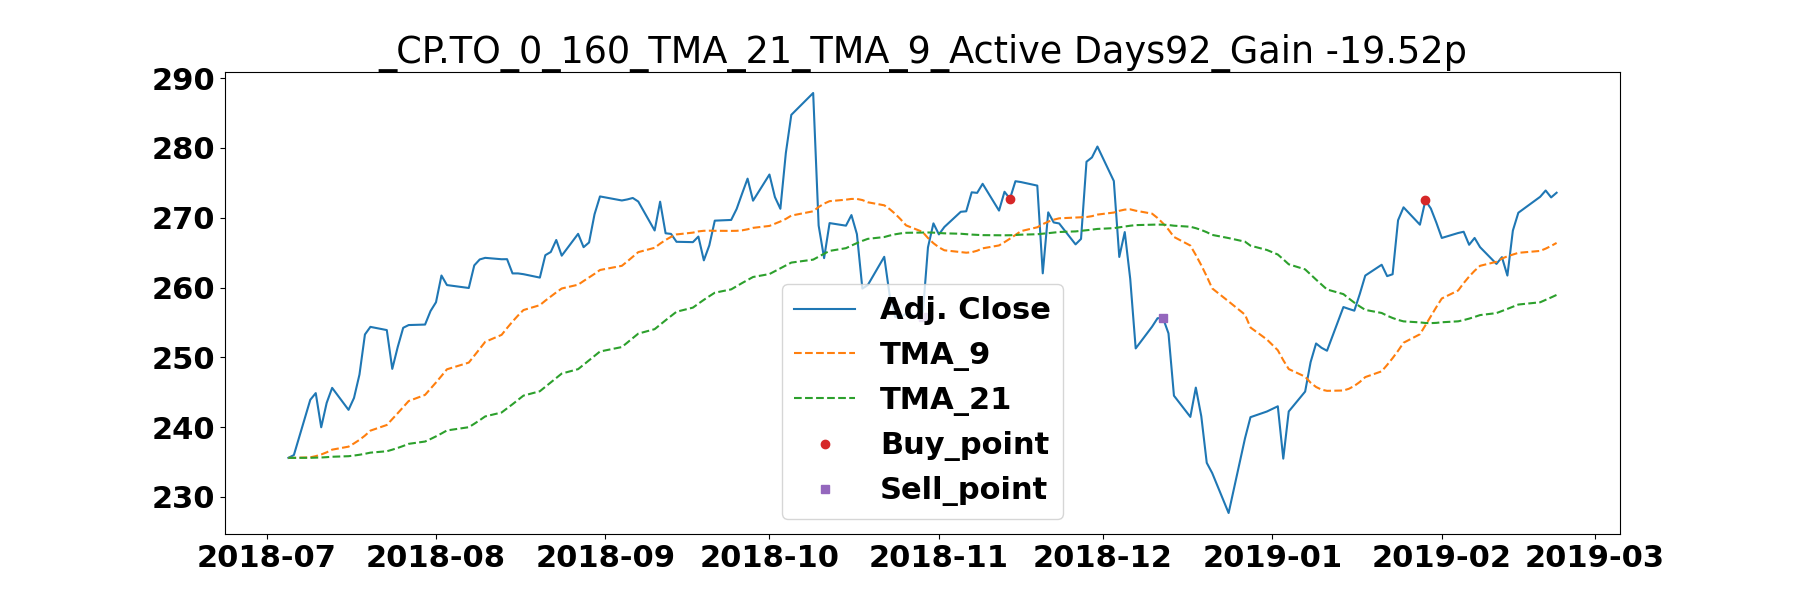 _CP.TO_0_160_TMA_21_TMA_9_Active Days92_Gain -19.52p
290
280
270
260
250
240
230
Adj. Close
TMA_9
TMA_21
Buy_point
Sell_point
2018-07 2018-08 2018-09 2018-10 2018-11 2018-12 2019-01 2019-02 2019-03